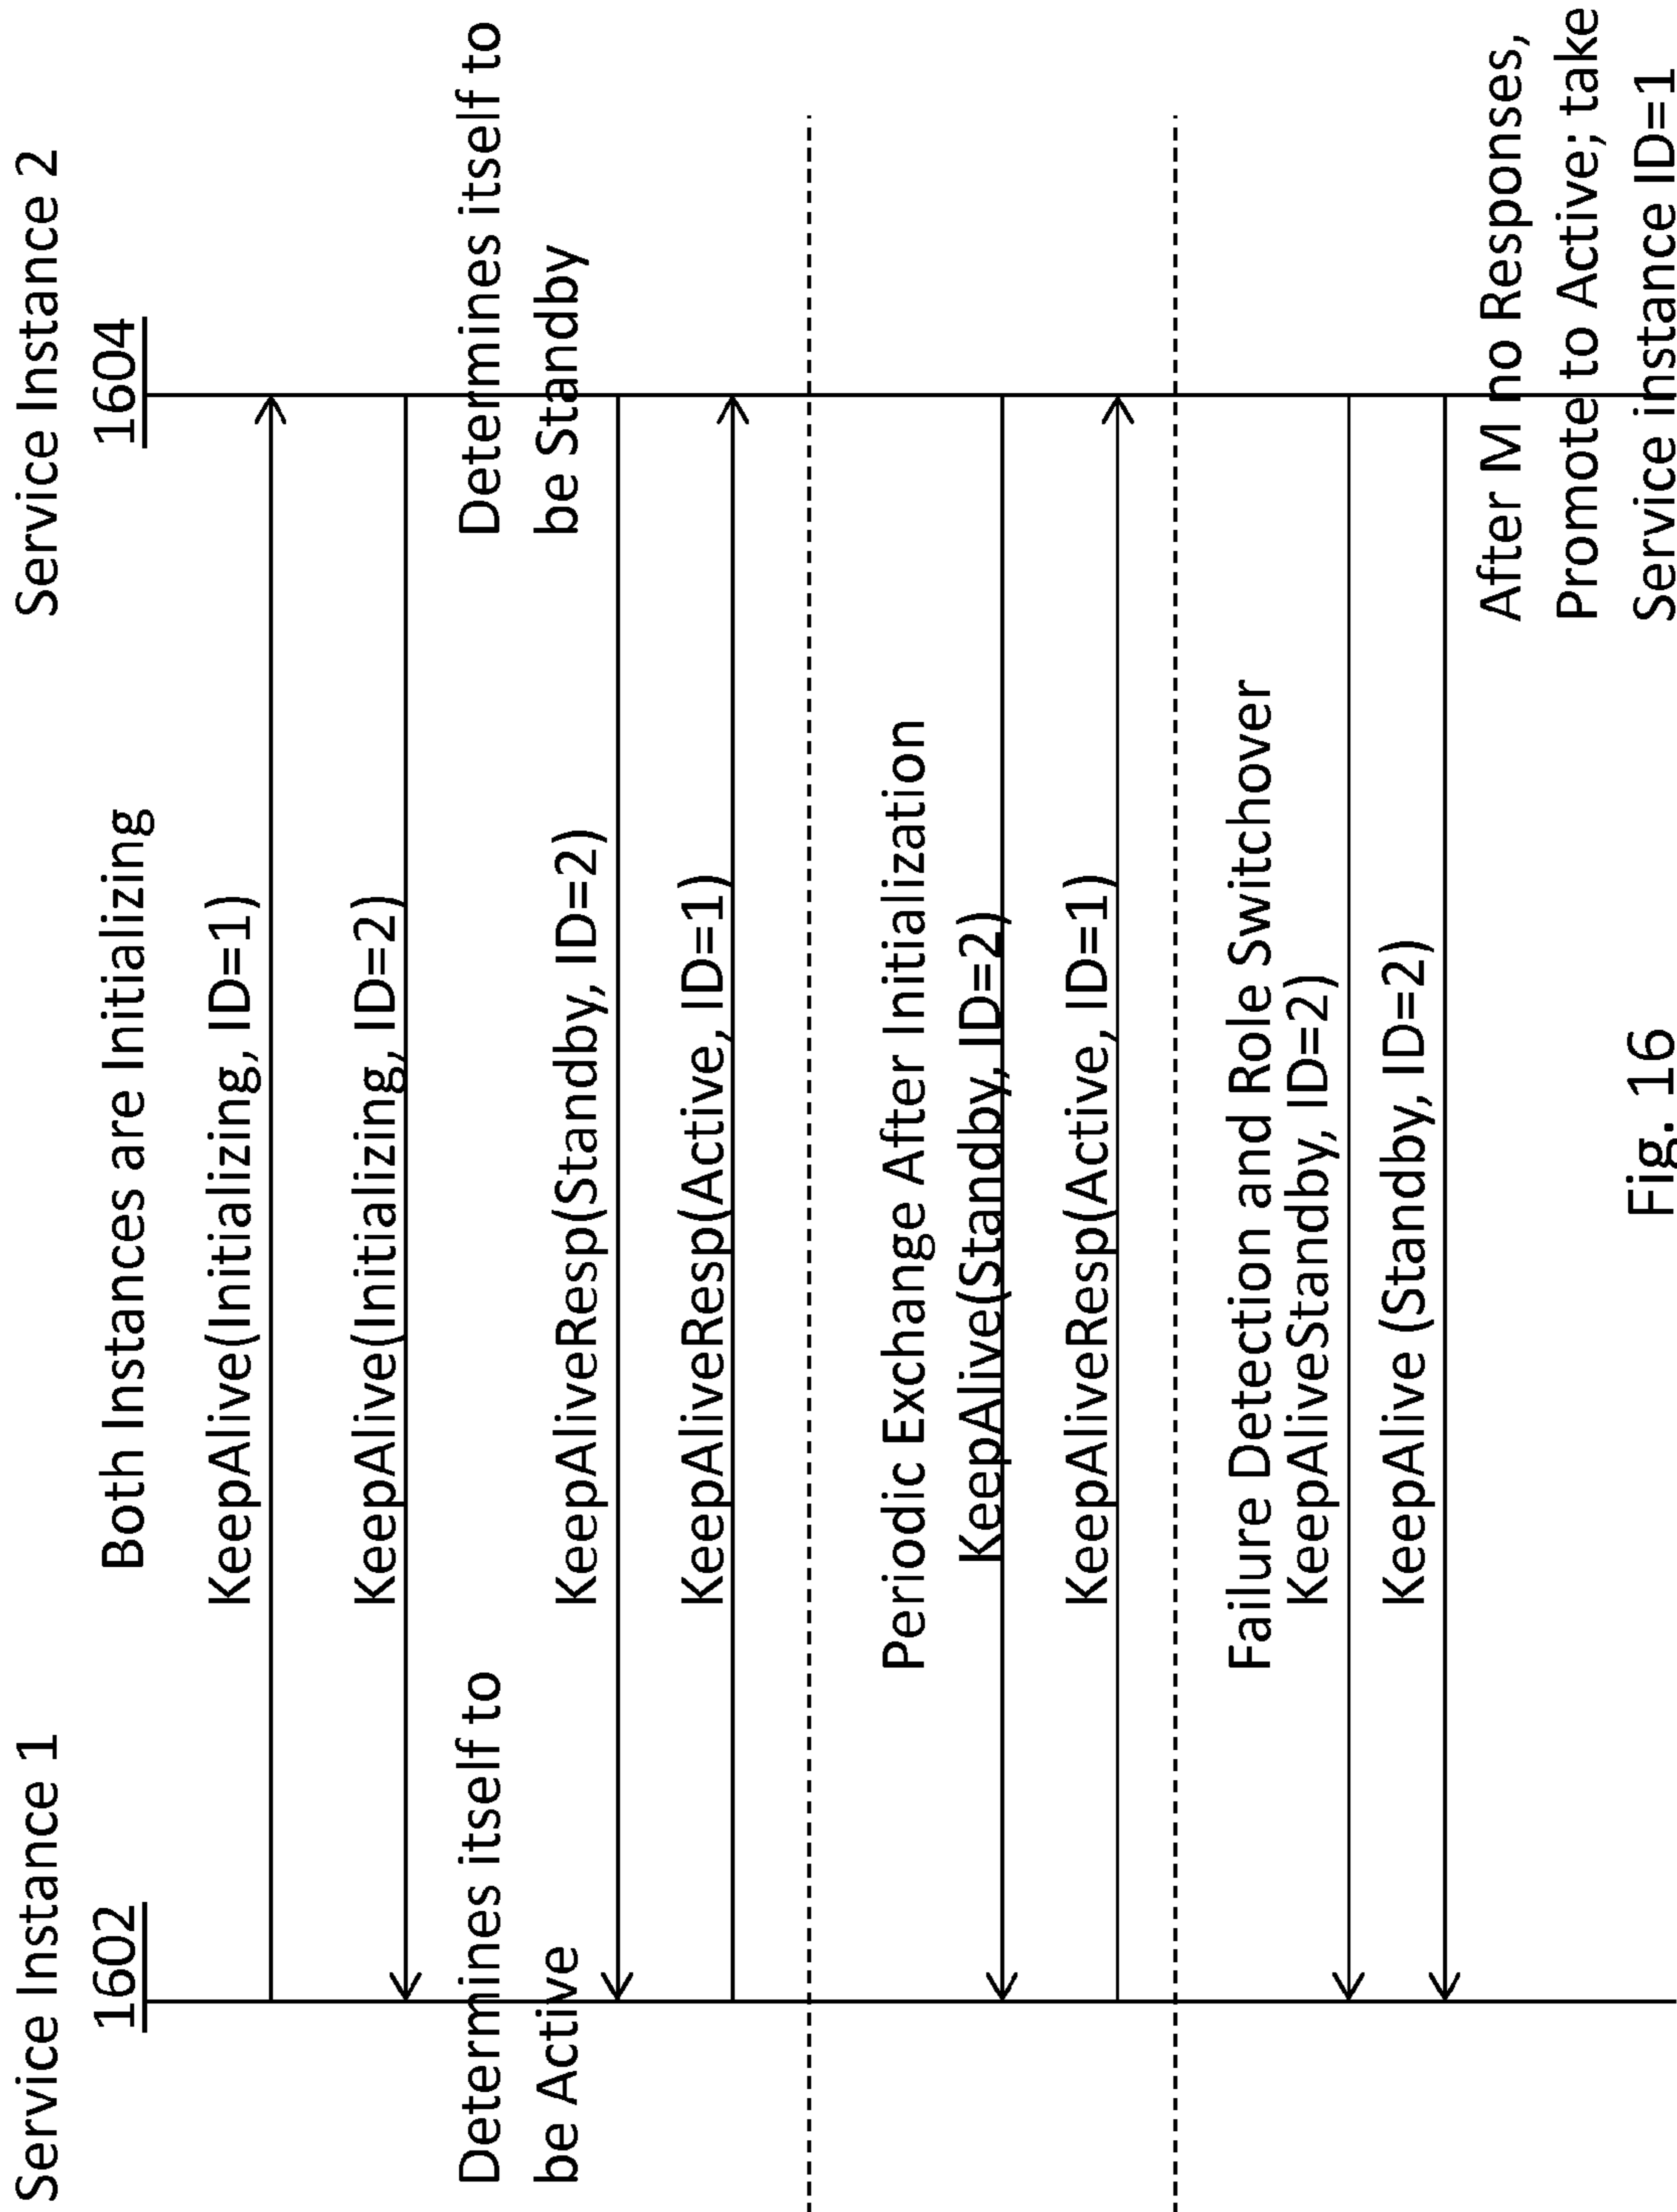 Service Instance 1
Service Instance 2
1602
1604
Both Instances are Initializing
KeepAlive(Initializing, ID=1)
KeepAlive(Initializing, ID=2)
Determines itself to
be Active
Determines itself to
be Standby
KeepAliveResp(Standby, ID=2)
KeepAliveResp(Active, ID=1)
Periodic Exchange After Initialization
KeepAlive(Standby, ID=2)
KeepAliveResp(Active, ID=1)
Failure Detection and Role Switchover
KeepAliveStandby, ID=2)
KeepAlive (Standby, ID=2)
After M no Responses,
Promote to Active; take
Service instance ID=1
Fig. 16